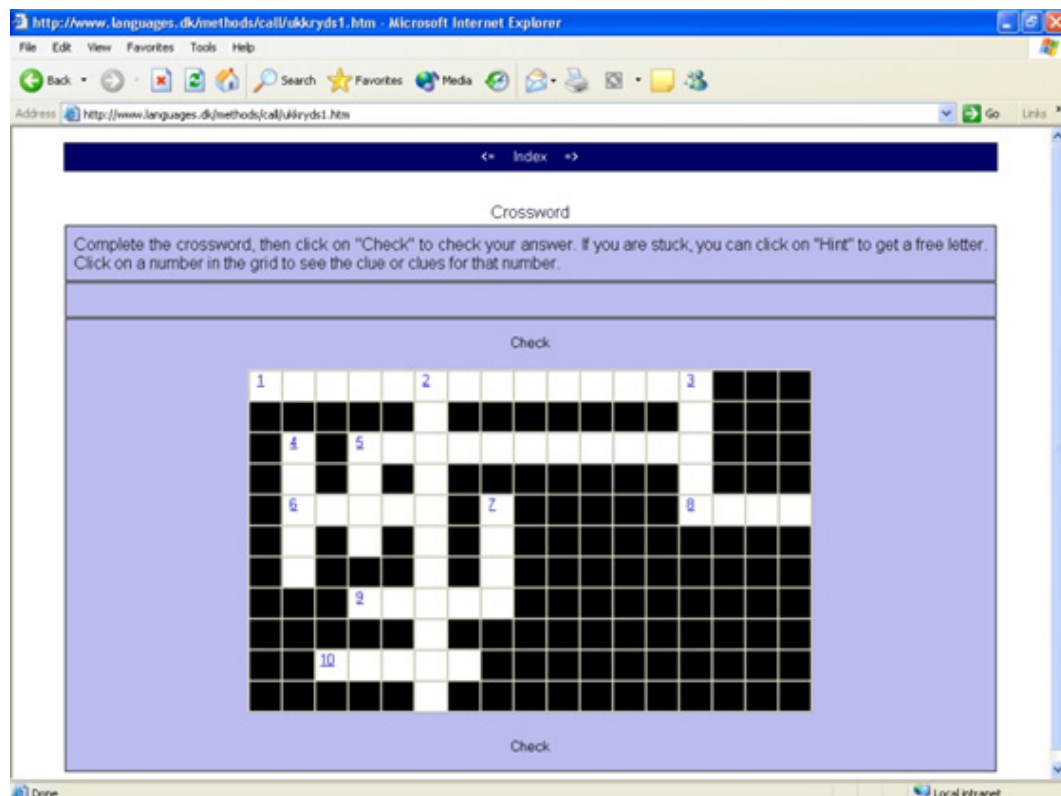 http://www.languages.dk/methods/call/ukkryds1.htm - Microsoft Internet Explorer
File Edit View Favorites Tools Help
Back Search Favorites Media
Address http://www.languages.dk/methods/call/ukkryds1.htm Go Links
<= Index =>
Crossword
Complete the crossword, then click on "Check" to check your answer. If you are stuck, you can click on "Hint" to get a free letter.
Click on a number in the grid to see the clue or clues for that number.
Check
1 2 3
4 5
6 7 8
9
10
Check
Done Local intranet